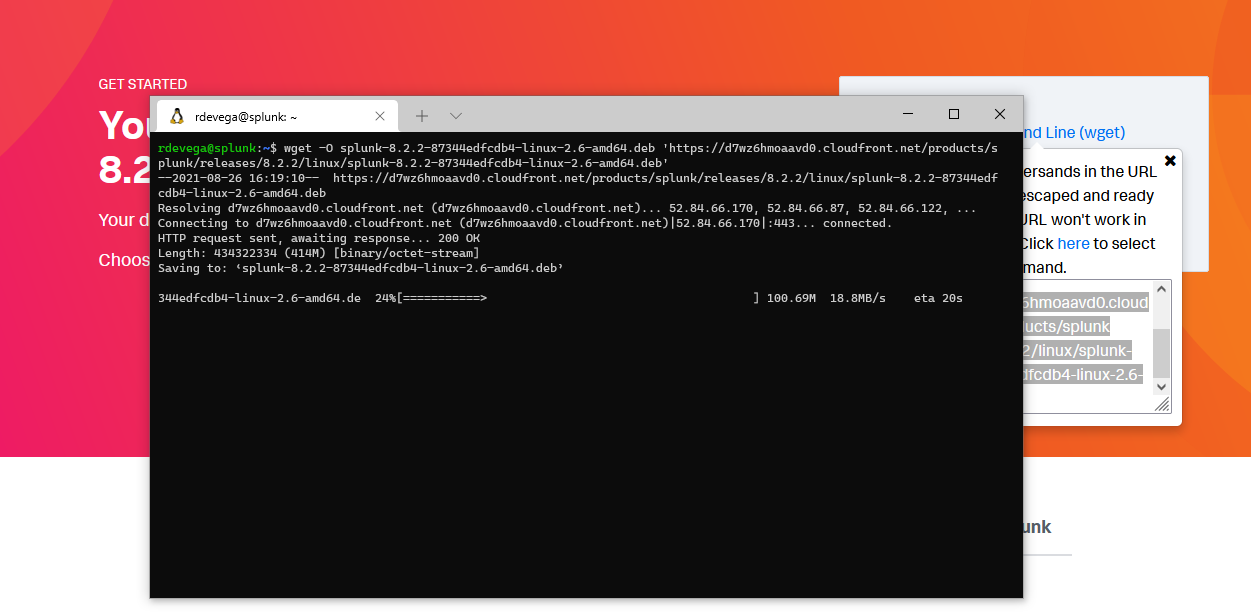 GET STARTED
You
8.2
Your d
Choos
rdevega@splunk: ~
rdevega@splunk:~$ wget -O splunk-8.2.2-87344edfcdb4-linux-2.6-amd64.deb 'https://d7wz6hmoaavd0.cloudfront.net/products/s
plunk/releases/8.2.2/linux/splunk-8.2.2-87344edfcdb4-linux-2.6-amd64.deb'
--2021-08-26 16:19:10--  https://d7wz6hmoaavd0.cloudfront.net/products/splunk/releases/8.2.2/linux/splunk-8.2.2-87344edf
cdb4-linux-2.6-amd64.deb
Resolving d7wz6hmoaavd0.cloudfront.net (d7wz6hmoaavd0.cloudfront.net)... 52.84.66.170, 52.84.66.87, 52.84.66.122, ...
Connecting to d7wz6hmoaavd0.cloudfront.net (d7wz6hmoaavd0.cloudfront.net)|52.84.66.170|:443... connected.
HTTP request sent, awaiting response... 200 OK
Length: 434322334 (414M) [binary/octet-stream]
Saving to: ‘splunk-8.2.2-87344edfcdb4-linux-2.6-amd64.deb’
344edfcdb4-linux-2.6-amd64.de  24%[===========>                                      ] 100.69M  18.8MB/s    eta 20s
nd Line (wget)
ersands in the URL
escaped and ready
URL won't work in
Click here to select
mand.
6hmoaavd0.cloud
ucts/splunk
2/linux/splunk-
dfcdb4-linux-2.6-
unk